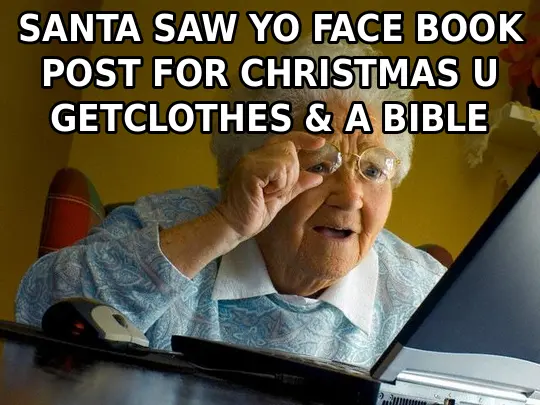 SANTA SAW YO FACE BOOK
POST FOR CHRISTMAS U
GETCLOTHES & A BIBLE